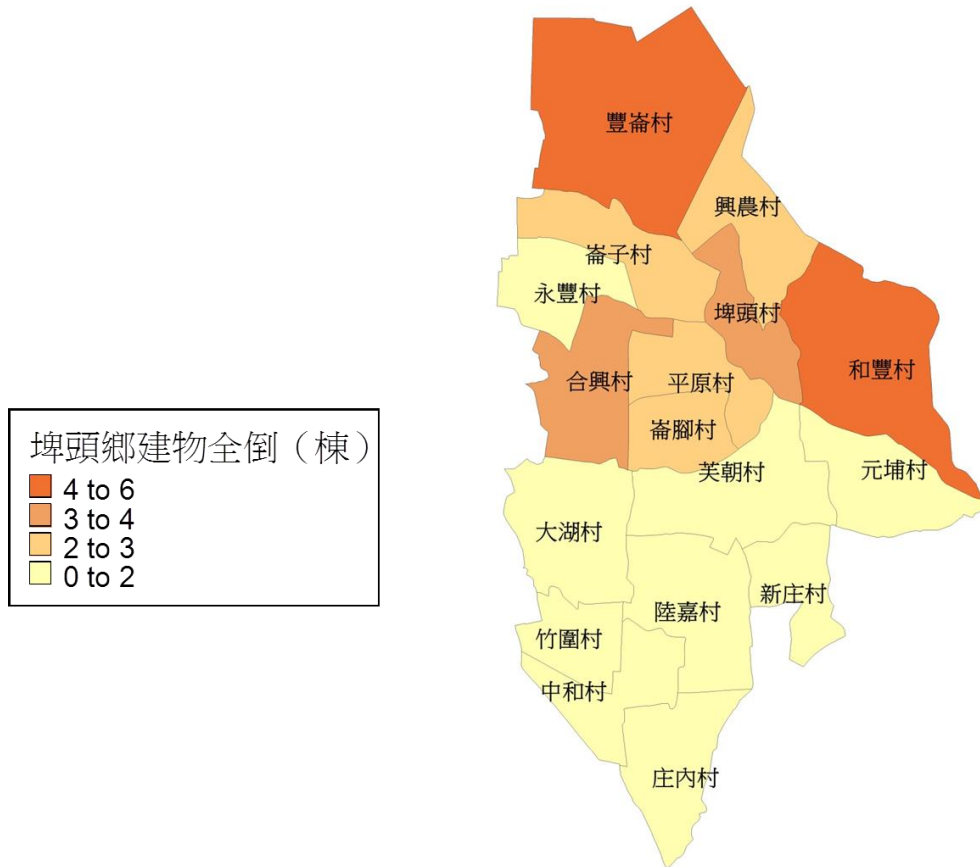 豐崙村
興農村
崙子村
永豐村
埤頭村
和豐村
合興村
平原村
崙腳村
芙朝村
元埔村
大湖村
新庄村
陸嘉村
竹圍村
中和村
庄內村
埤頭鄉建物全倒（棟）
4 to 6
3 to 4
2 to 3
0 to 2